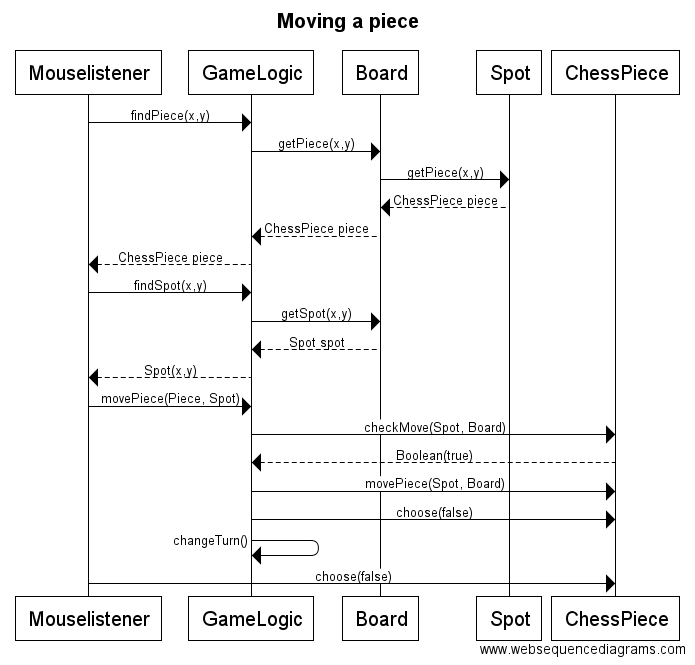 Moving a piece
Mouselistener GameLogic Board Spot ChessPiece
findPiece(x,y)
getPiece(x,y)
getPiece(x,y)
ChessPiece piece
ChessPiece piece
ChessPiece piece
findSpot(x,y)
getSpot(x,y)
Spot spot
Spot(x,y)
movePiece(Piece, Spot)
checkMove(Spot, Board)
Boolean(true)
movePiece(Spot, Board)
choose(false)
changeTurn()
choose(false)
Mouselistener GameLogic Board Spot ChessPiece
www.websequencediagrams.com